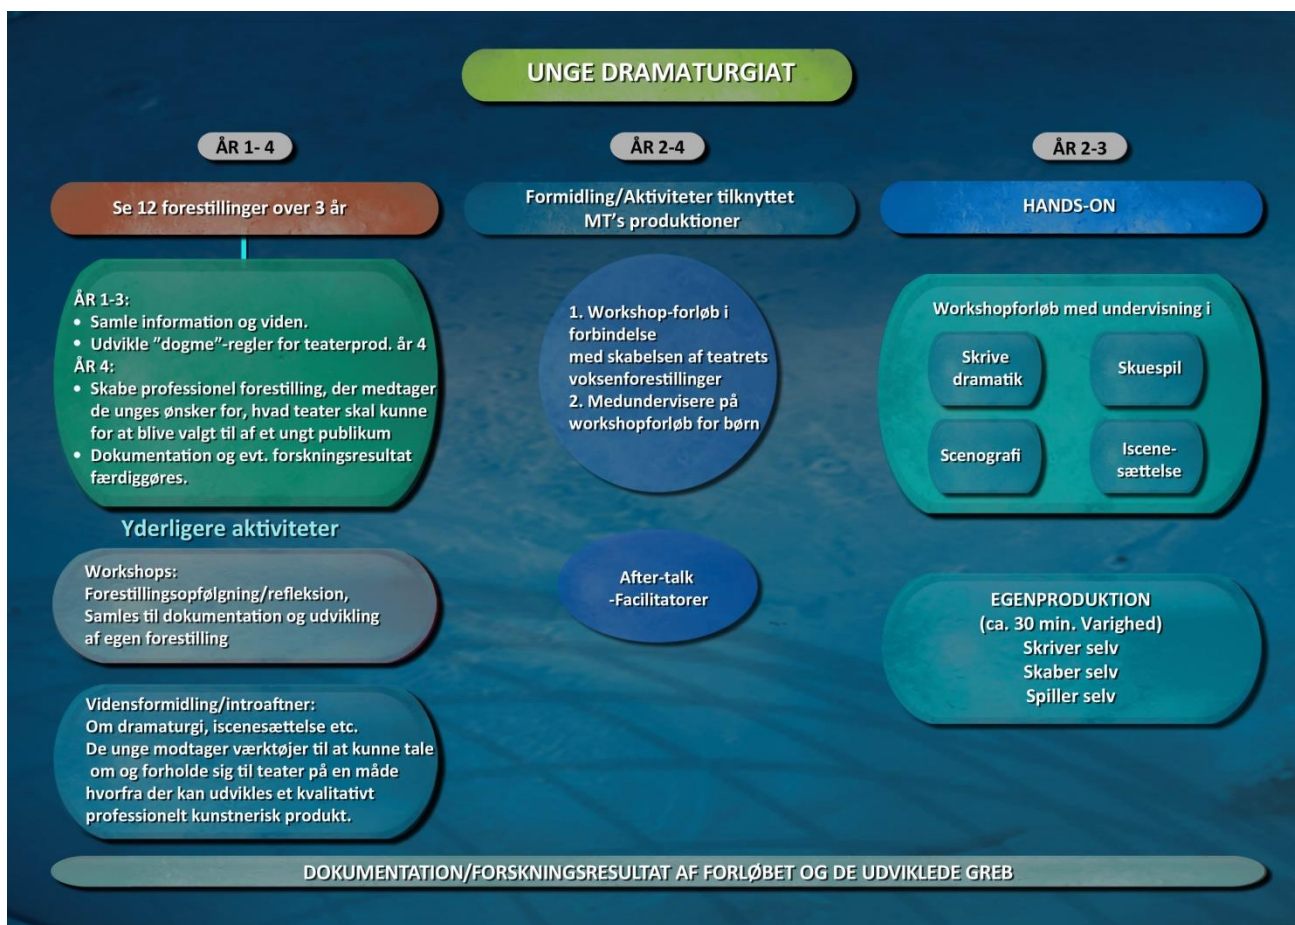 UNGE DRAMATURGIAT
ÅR 1- 4
Se 12 forestillinger over 3 år
ÅR 1-3:
• Samle information og viden.
• Udvikle ”dogme”-regler for teaterprod. år 4
ÅR 4:
• Skabe professionel forestilling, der medtager
de unges ønsker for, hvad teater skal kunne
for at blive valgt til af et ungt publikum
• Dokumentation og evt. forskningsresultat
færdiggøres.
Yderligere aktiviteter
Workshops:
Forestillingsopfølgning/refleksion,
Samles til dokumentation og udvikling
af egen forestilling
Vidensformidling/introaftner:
Om dramaturgi, iscenesættelse etc.
De unge modtager værktøjer til at kunne tale
om og forholde sig til teater på en måde
hvorfra der kan udvikles et kvalitativt
professionelt kunstnerisk produkt.
ÅR 2-4
Formidling/Aktiviteter tilknyttet
MT’s produktioner
1. Workshop-forløb i
forbindelse
med skabelsen af teatrets
voksenforestillinger
2. Medundervisere på
workshopforløb for børn
After-talk
-Facilitatorer
ÅR 2-3
HANDS-ON
Workshopforløb med undervisning i
Skrive
dramatik
Skuespil
Scenografi
Iscene-
sættelse
EGENPRODUKTION
(ca. 30 min. Varighed)
Skriver selv
Skaber selv
Spiller selv
DOKUMENTATION/FORSKNINGSRESULTAT AF FORLØBET OG DE UDVIKLEDE GREB